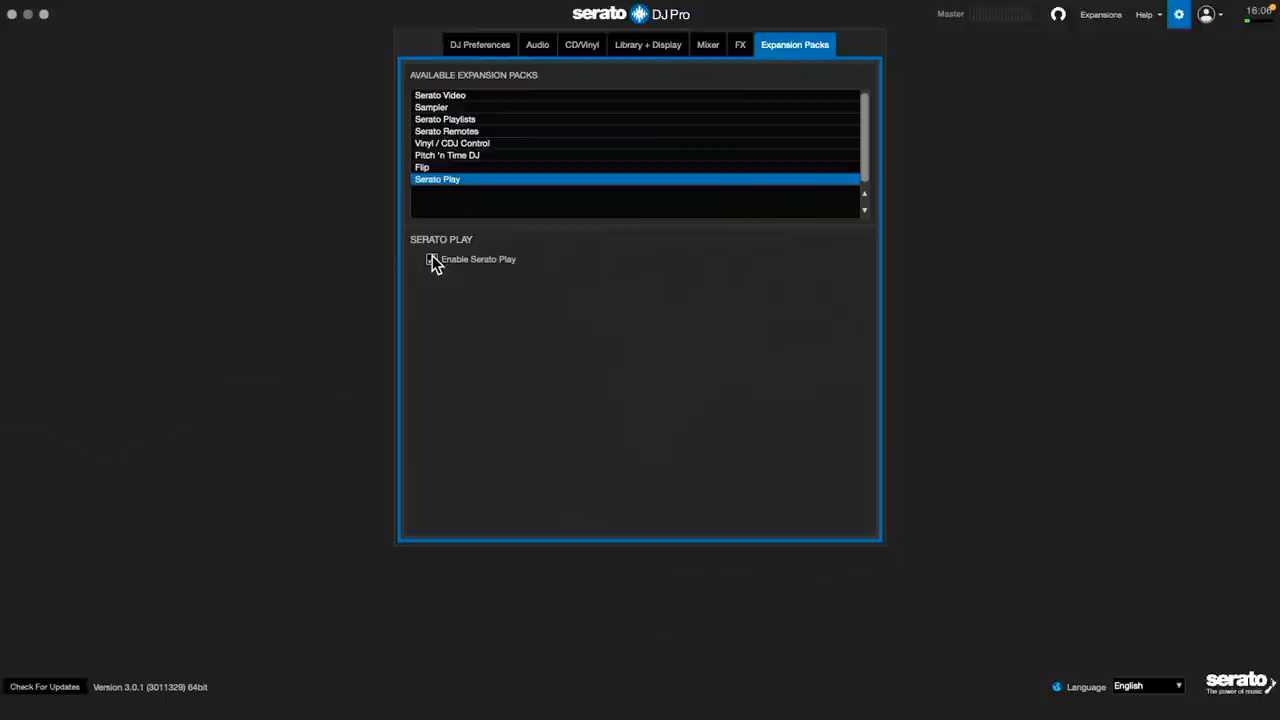 serato DJ Pro
Master
Expansions
Help
16:06
DJ Preferences
Audio
CD/Vinyl
Library + Display
Mixer
FX
Expansion Packs
AVAILABLE EXPANSION PACKS
Serato Video
Sampler
Serato Playlists
Serato Remotes
Vinyl / CDJ Control
Pitch 'n Time DJ
Flip
Serato Play
SERATO PLAY
Enable Serato Play
Check For Updates
Version 3.0.1 (3011329) 64bit
Language
English
serato
The power of music